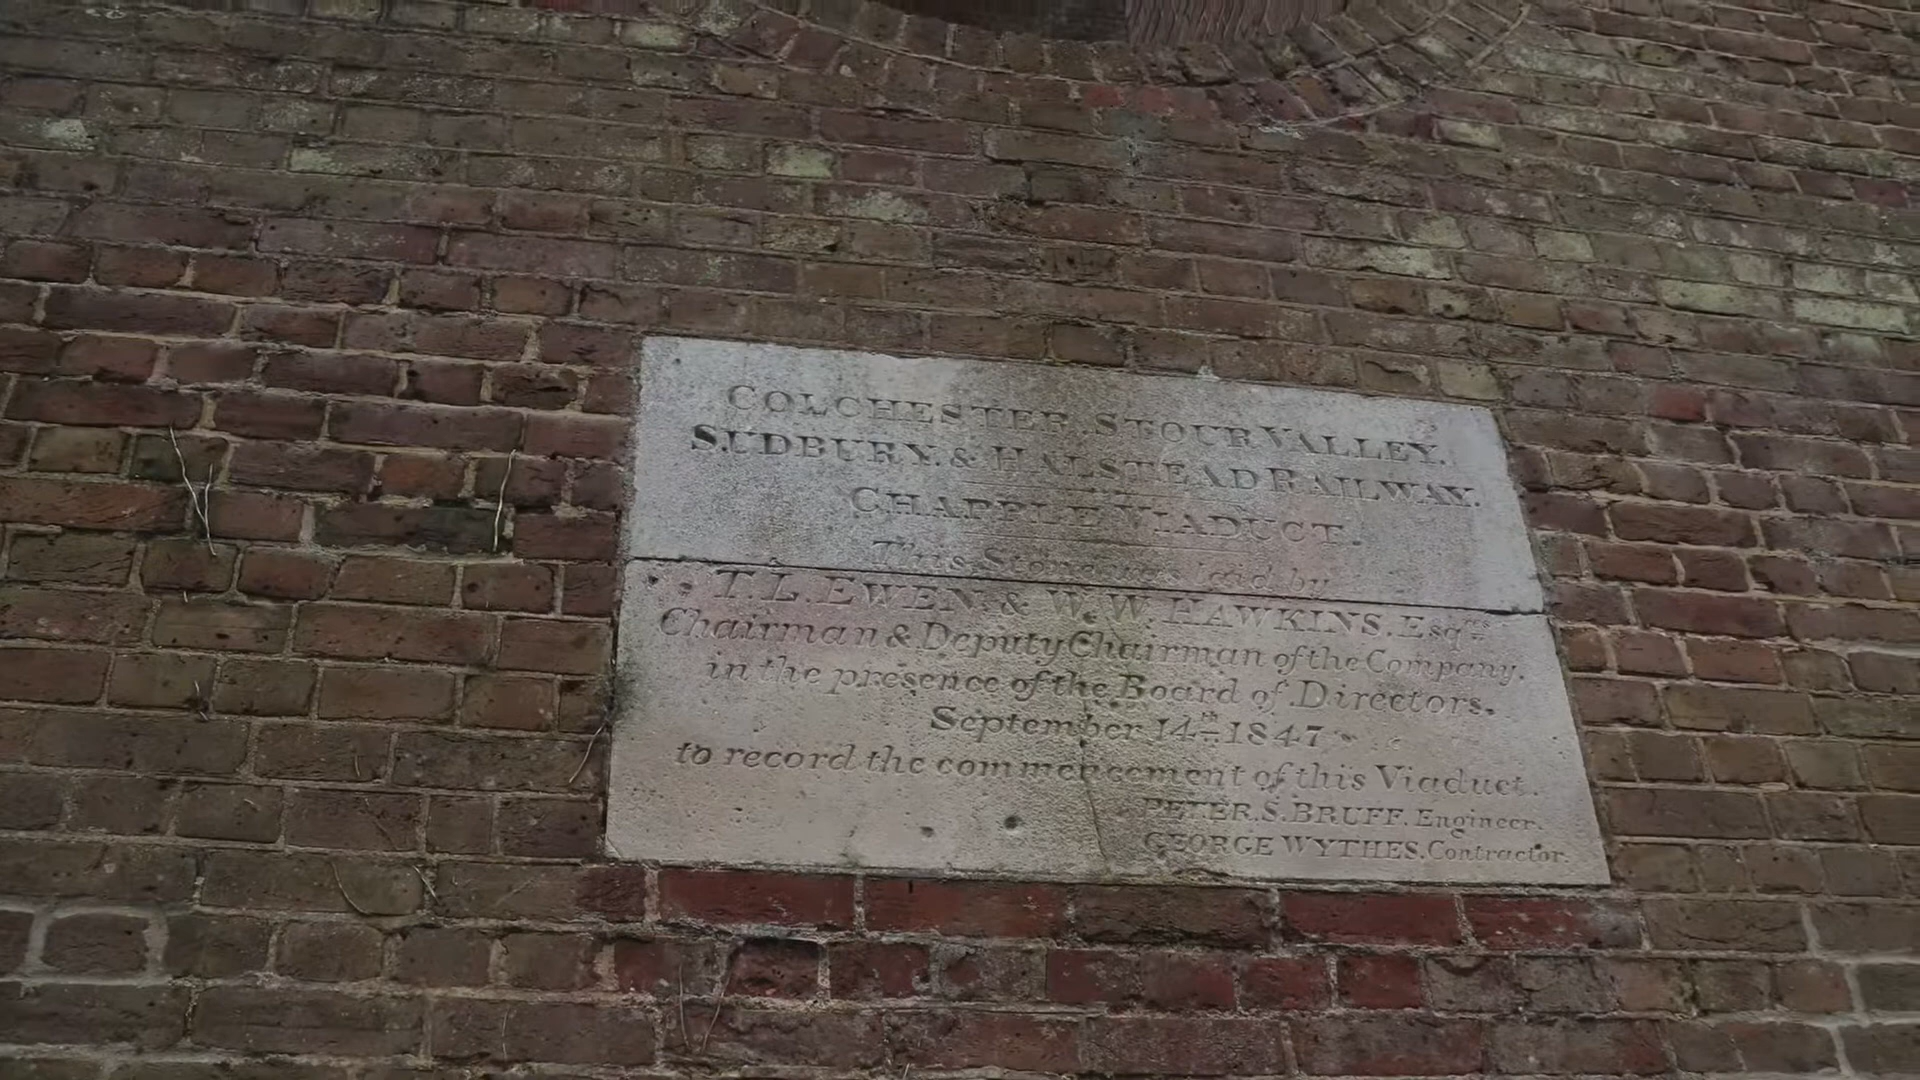 COLCHESTER, STOUR VALLEY.
SUDBURY. & HALSTEAD RAILWAY.
CHAPPLE VIADUCT.
This Stone was laid by
T. L. EWEN. & W. W. HAWKINS. Esqres
Chairman & Deputy Chairman of the Company.
in the presence of the Board of Directors.
September 14th 1847
to record the commencement of this Viaduct.
PETER. S. BRUFF. Engineer.
GEORGE WYTHES. Contractor.